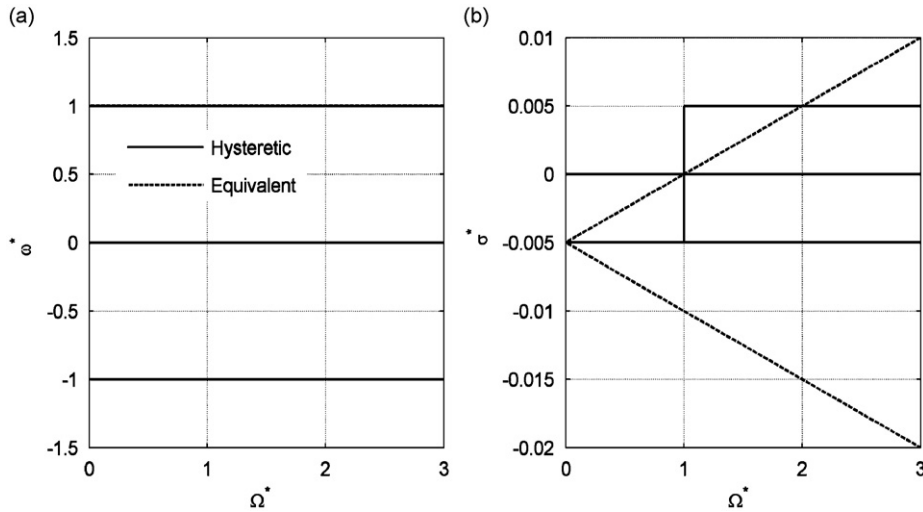 (a)
1.5
1
0.5
0
-0.5
-1
-1.5
ω*
Hysteretic
Equivalent
0 1 2 3
Ω*
(b)
0.01
0.005
0
-0.005
-0.01
-0.015
-0.02
σ*
0 1 2 3
Ω*